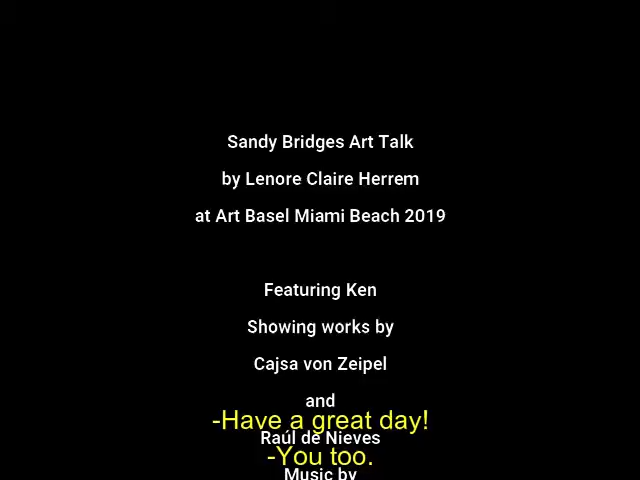 Sandy Bridges Art Talk
by Lenore Claire Herrem
at Art Basel Miami Beach 2019
Featuring Ken
Showing works by
Cajsa von Zeipel
and
-Have a great day!
Raúl de Nieves
-You too.
Music by